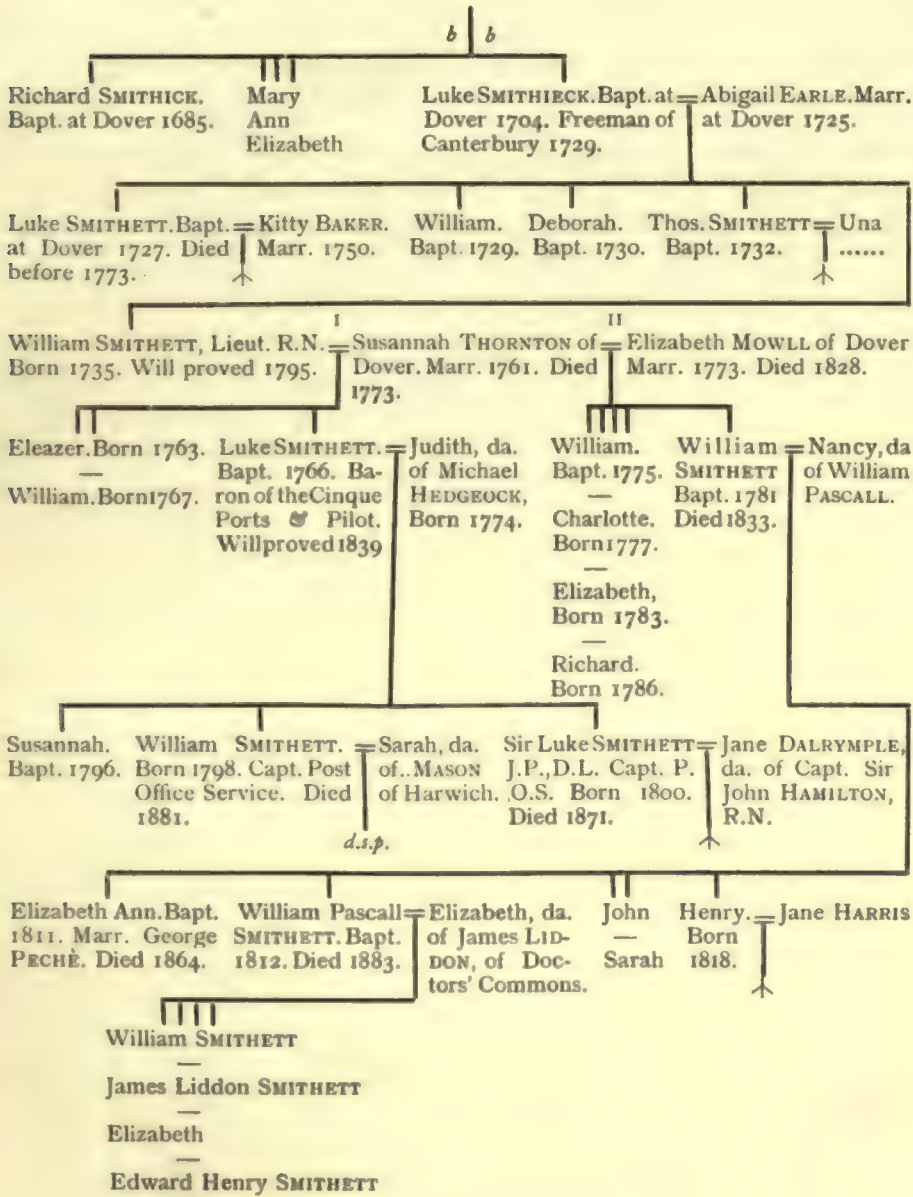 b b
Richard SMITHICK.
Bapt. at Dover 1685.
Mary
Ann
Elizabeth
Luke SMITHIECK. Bapt. at
Dover 1704. Freeman of
Canterbury 1729.
= Abigail EARLE. Marr.
at Dover 1725.
Luke SMITHETT. Bapt.
at Dover 1727. Died
before 1773.
= Kitty BAKER.
Marr. 1750.
William.
Bapt. 1729.
Deborah.
Bapt. 1730.
Thos. SMITHETT
Bapt. 1732.
= Una
......
William SMITHETT, Lieut. R.N.
Born 1735. Will proved 1795.
I
= Susannah THORNTON of
Dover. Marr. 1761. Died
1773.
II
= Elizabeth MOWLL of Dover
Marr. 1773. Died 1828.
Eleazer. Born 1763.
—
William. Born 1767.
Luke SMITHETT.
Bapt. 1766. Ba-
ron of the Cinque
Ports & Pilot.
Will proved 1839
= Judith, da.
of Michael
HEDGEOCK,
Born 1774.
William.
Bapt. 1775.
—
Charlotte.
Born 1777.
—
Elizabeth,
Born 1783.
—
Richard.
Born 1786.
William
SMITHETT
Bapt. 1781
Died 1833.
= Nancy, da
of William
PASCALL.
Susannah.
Bapt. 1796.
William SMITHETT.
Born 1798. Capt. Post
Office Service. Died
1881.
= Sarah, da.
of .. MASON
of Harwich.
d.s.p.
Sir Luke SMITHETT
J.P., D.L. Capt. P.
O.S. Born 1800.
Died 1871.
= Jane DALRYMPLE,
da. of Capt. Sir
John HAMILTON,
R.N.
Elizabeth Ann. Bapt.
1811. Marr. George
PECHÈ. Died 1864.
William Pascall
SMITHETT. Bapt.
1812. Died 1883.
= Elizabeth, da.
of James LID-
DON, of Doc-
tors' Commons.
John
—
Sarah
Henry.
Born
1818.
= Jane HARRIS
William SMITHETT
—
James Liddon SMITHETT
—
Elizabeth
—
Edward Henry SMITHETT